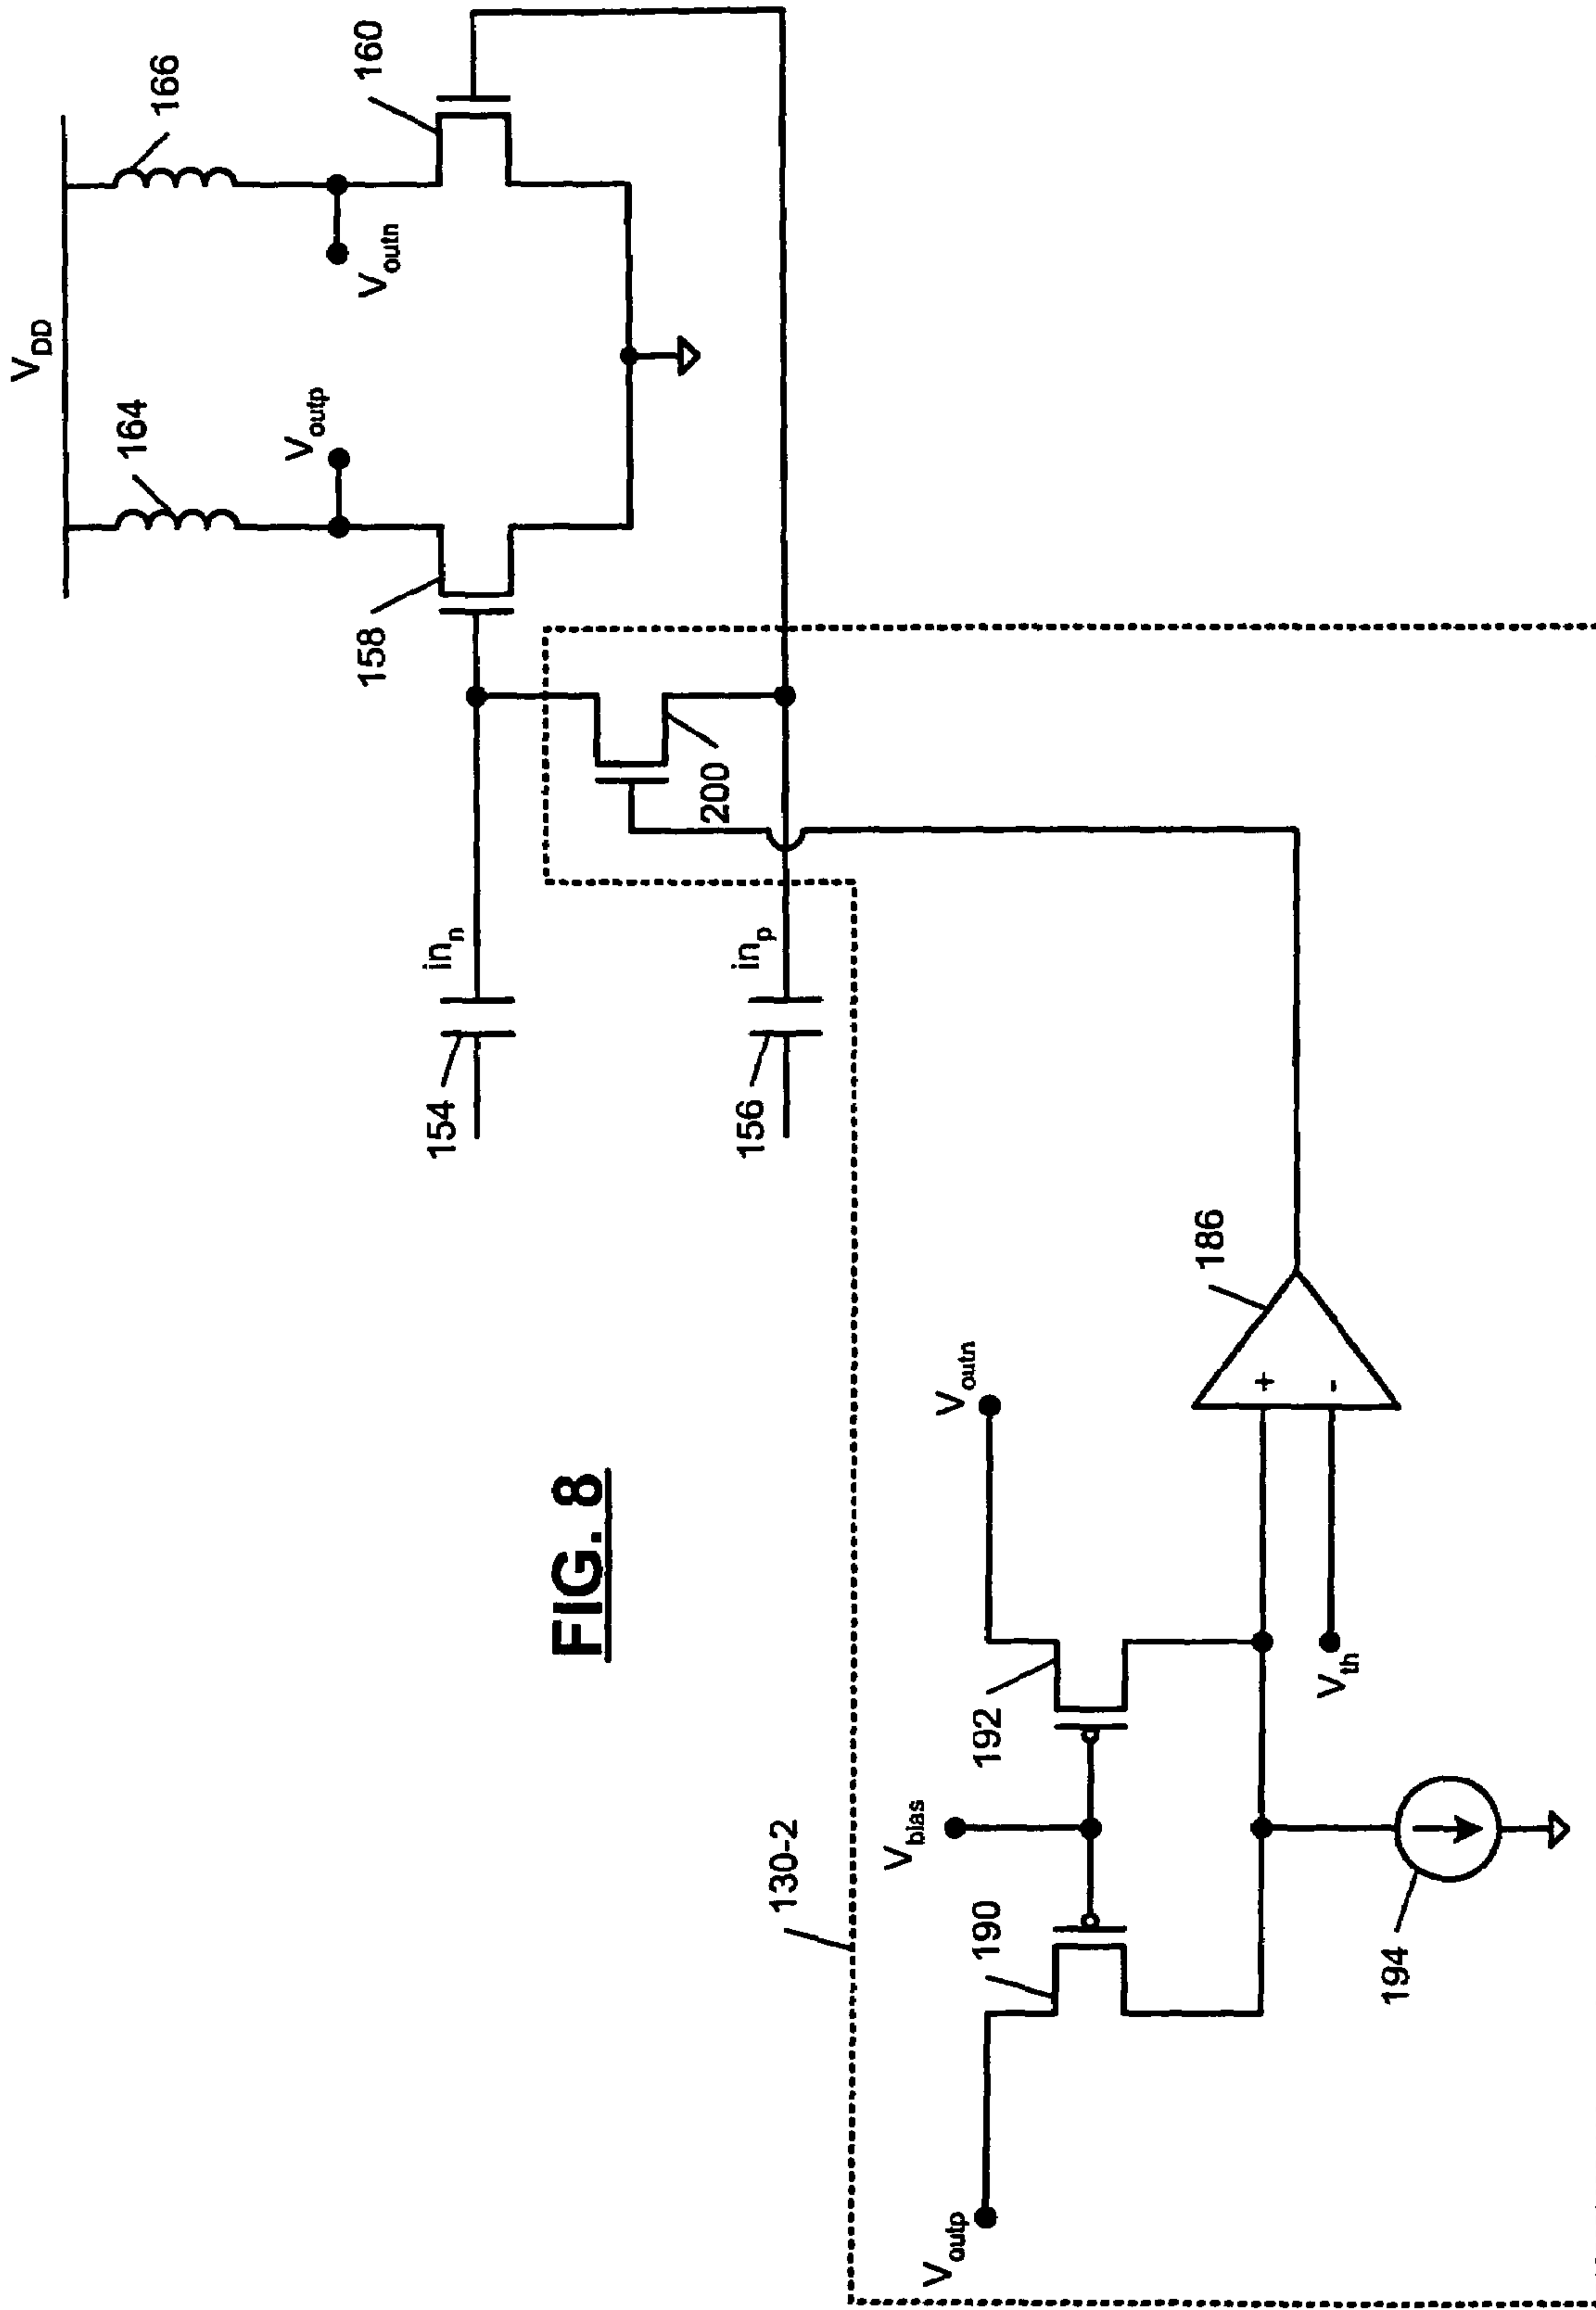 V_DD
164
166
V_outp
V_outn
158
160
in_n
154
200
in_p
156
FIG. 8
130-2
V_outp
190
V_bias
192
V_outn
186
+
-
V_th
194